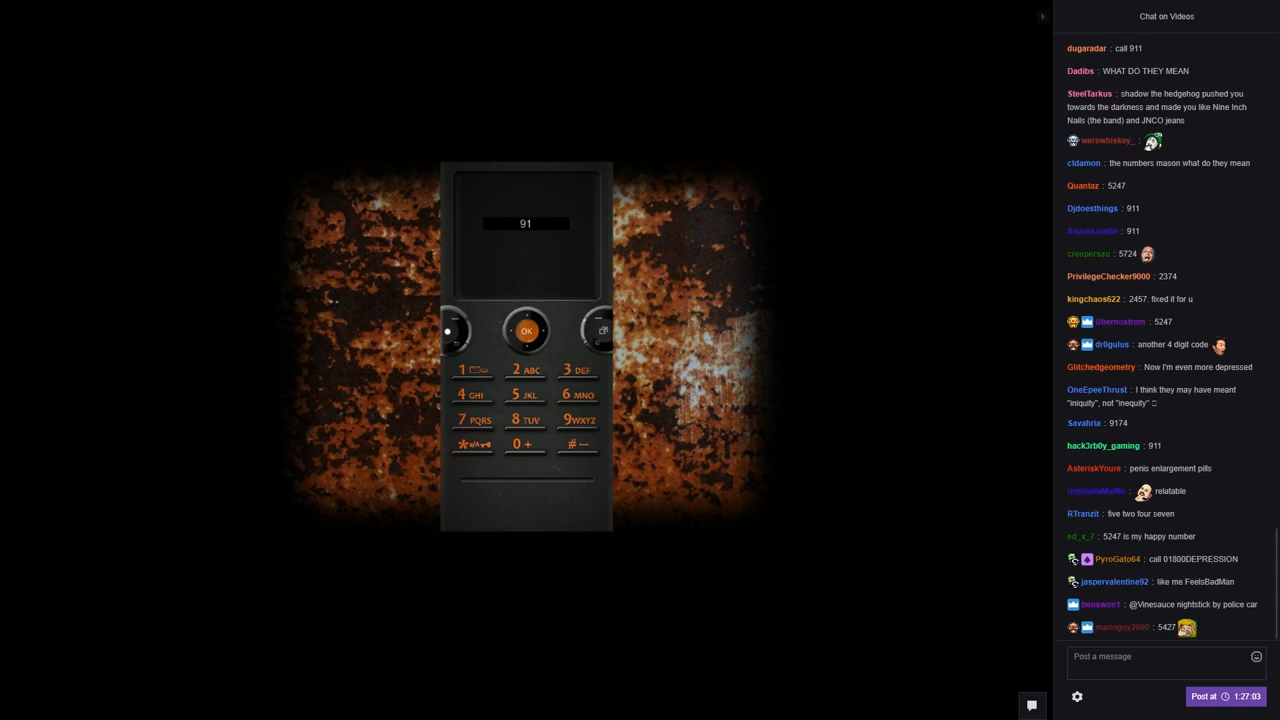 Chat on Videos
91
OK
1
2 ABC
3 DEF
4 GHI
5 JKL
6 MNO
7 PQRS
8 TUV
9WXYZ
*a/A
0 +
#
dugaradar : call 911
Dadibs : WHAT DO THEY MEAN
SteelTarkus : shadow the hedgehog pushed you
towards the darkness and made you like Nine Inch
Nails (the band) and JNCO jeans
werewhiskey_ :
ctdamon : the numbers mason what do they mean
Quantaz : 5247
Djdoesthings : 911
: 911
creepersau : 5724
PrivilegeChecker9000 : 2374
kingchaos622 : 2457. fixed it for u
Ubernostrom : 5247
dr0gulus : another 4 digit code
Glitchedgeometry : Now I'm even more depressed
OneEpeeThrust : I think they may have meant
"iniquity", not "inequity"
Savahria : 9174
hack3rb0y_gaming : 911
AsteriskYoure : penis enlargement pills
UmbrellaMuffin : relatable
RTranzit : five two four seven
ed_x_7 : 5247 is my happy number
PyroGato64 : call 01800DEPRESSION
jaspervalentine92 : like me FeelsBadMan
benswon1 : @Vinesauce nightstick by police car
marioguy2600 : 5427
Post a message
Post at 1:27:03